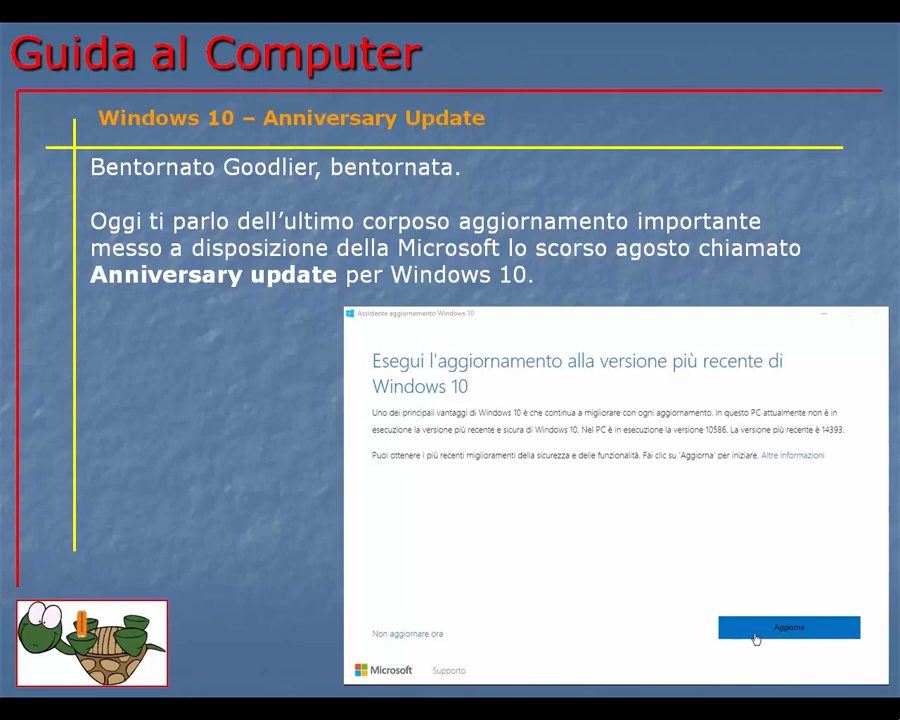 Guida al Computer
Windows 10 – Anniversary Update
Bentornato Goodlier, bentornata.
Oggi ti parlo dell’ultimo corposo aggiornamento importante
messo a disposizione della Microsoft lo scorso agosto chiamato
Anniversary update per Windows 10.
Assistente aggiornamento Windows 10
Esegui l'aggiornamento alla versione più recente di
Windows 10
Uno dei principali vantaggi di Windows 10 è che continua a migliorare con ogni aggiornamento. In questo PC attualmente non è in
esecuzione la versione più recente e sicura di Windows 10. Nel PC è in esecuzione la versione 10586. La versione più recente è 14393.
Puoi ottenere i più recenti miglioramenti della sicurezza e delle funzionalità. Fai clic su 'Aggiorna' per iniziare. Altre informazioni
Aggiorna
Non aggiornare ora
Microsoft Supporto